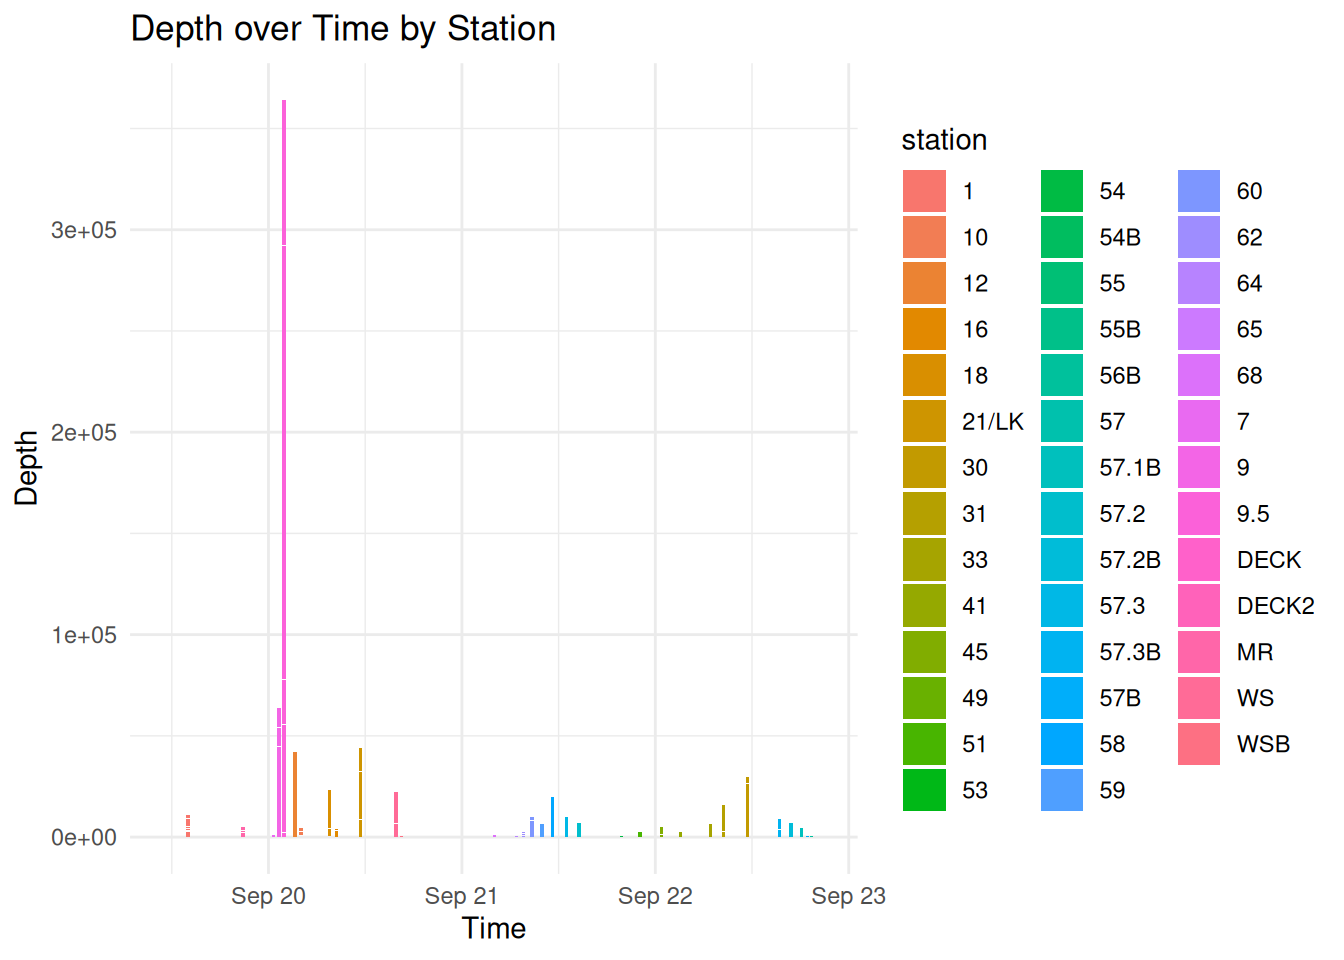 Depth over Time by Station
3e+05
2e+05
1e+05
0e+00
Depth
Sep 20
Sep 21
Sep 22
Sep 23
Time
station
1
10
12
16
18
21/LK
30
31
33
41
45
49
51
53
54
54B
55
55B
56B
57
57.1B
57.2
57.2B
57.3
57.3B
57B
58
59
60
62
64
65
68
7
9
9.5
DECK
DECK2
MR
WS
WSB